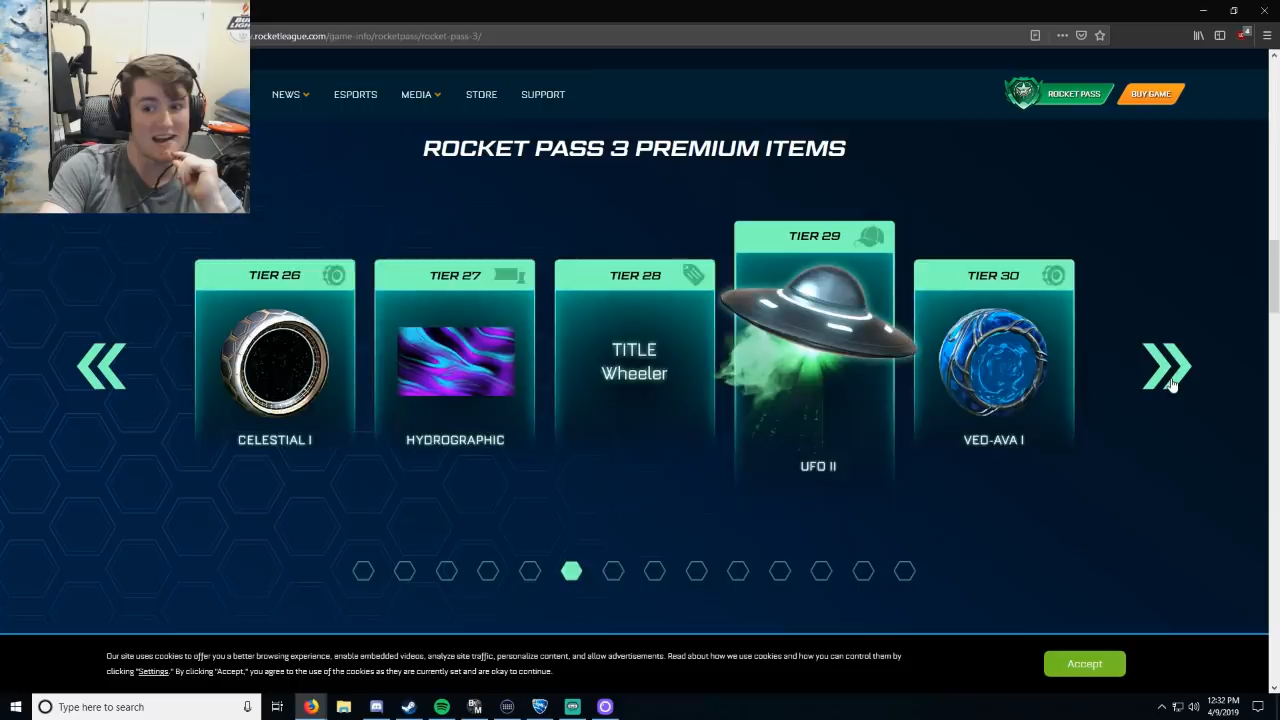 BUD
LIGHT
.rocketleague.com/game-info/rocketpass/rocket-pass-3/
4
NEWS
ESPORTS
MEDIA
STORE
SUPPORT
ROCKET PASS
BUY GAME
ROCKET PASS 3 PREMIUM ITEMS
TIER 26
CELESTIAL I
TIER 27
HYDROGRAPHIC
TIER 28
TITLE
Wheeler
TIER 29
UFO II
TIER 30
VED-AVA I
Our site uses cookies to offer you a better browsing experience, enable embedded videos, analyze site traffic, personalize content, and allow advertisements. Read about how we use cookies and how you can control them by
clicking "Settings." By clicking "Accept," you agree to the use of the cookies as they are currently set and are okay to continue.
Accept
Type here to search
12:32 PM
4/9/2019